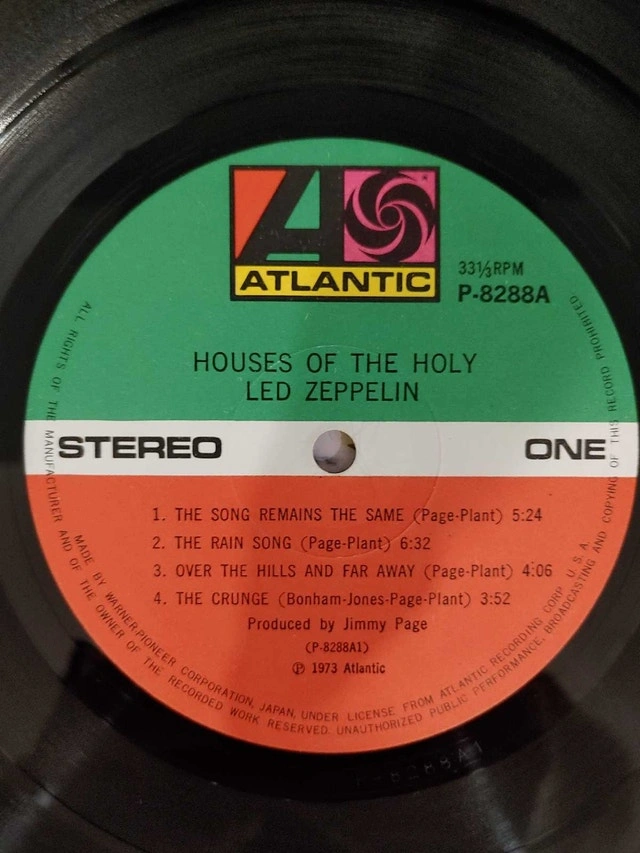 ATLANTIC
33⅓RPM
P-8288A
HOUSES OF THE HOLY
LED ZEPPELIN
STEREO
ONE
1. THE SONG REMAINS THE SAME (Page-Plant) 5:24
2. THE RAIN SONG (Page-Plant) 6:32
3. OVER THE HILLS AND FAR AWAY (Page-Plant) 4:06
4. THE CRUNGE (Bonham-Jones-Page-Plant) 3:52
Produced by Jimmy Page
(P-8288A1)
Ⓟ 1973 Atlantic
MADE BY WARNER-PIONEER CORPORATION, JAPAN, UNDER LICENSE FROM ATLANTIC RECORDING CORP. U.S.A.
ALL RIGHTS OF THE MANUFACTURER AND OF THE OWNER OF THE RECORDED WORK RESERVED. UNAUTHORIZED PUBLIC PERFORMANCE, BROADCASTING AND COPYING OF THIS RECORD PROHIBITED.
P-8288A1